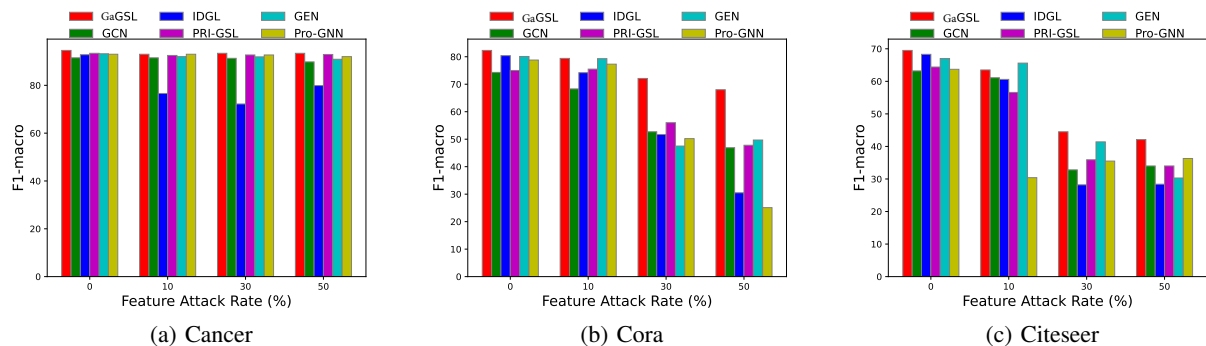 GaGSL IDGL GEN
GCN PRI-GSL Pro-GNN
80
60
40
20
0
F1-macro
0 10 30 50
Feature Attack Rate (%)
(a) Cancer
GaGSL IDGL GEN
GCN PRI-GSL Pro-GNN
80
70
60
50
40
30
20
10
0
F1-macro
0 10 30 50
Feature Attack Rate (%)
(b) Cora
GaGSL IDGL GEN
GCN PRI-GSL Pro-GNN
70
60
50
40
30
20
10
0
F1-macro
0 10 30 50
Feature Attack Rate (%)
(c) Citeseer